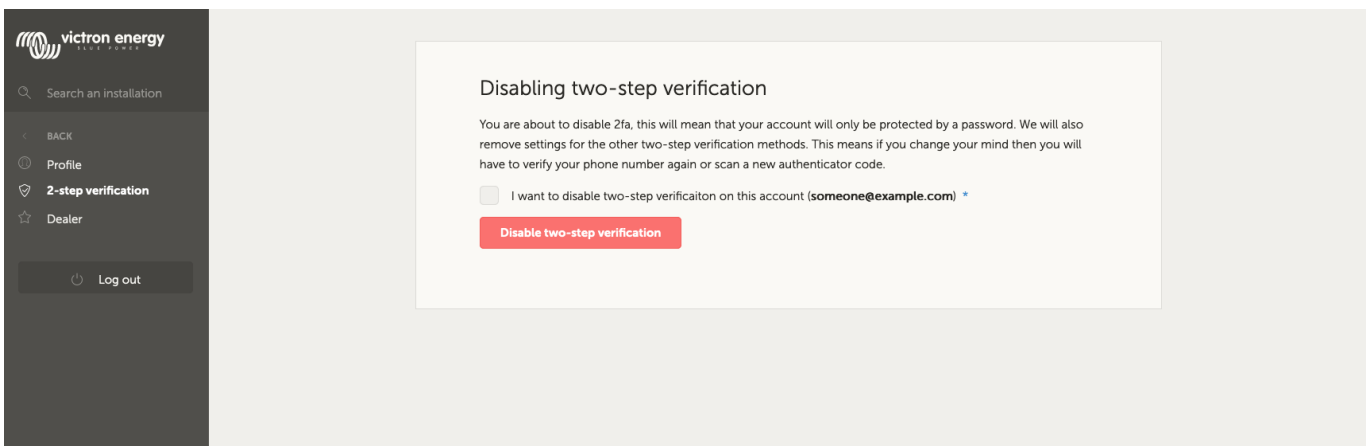 victron energy
BLUE POWER
Search an installation
BACK
Profile
2-step verification
Dealer
Log out
Disabling two-step verification
You are about to disable 2fa, this will mean that your account will only be protected by a password. We will also
remove settings for the other two-step verification methods. This means if you change your mind then you will
have to verify your phone number again or scan a new authenticator code.
I want to disable two-step verificaiton on this account (someone@example.com) *
Disable two-step verification